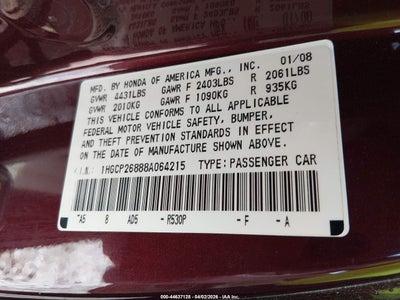 MFD. BY HONDA OF AMERICA MFG., INC. 01/08
GVWR 4431LBS GAWR F 2403LBS R 2061LBS
GVWR 2010KG GAWR F 1090KG R 935KG
THIS VEHICLE CONFORMS TO ALL APPLICABLE
FEDERAL MOTOR VEHICLE SAFETY, BUMPER,
AND THEFT PREVENTION STANDARDS IN EFFECT
ON THE DATE OF MANUFACTURE SHOWN ABOVE.
V.I.N.: 1HGCP26888A064215 TYPE: PASSENGER CAR
TA5 8 AD5 - R530P - F - A
000-44637128 - 04/02/2026 - IAA Inc.